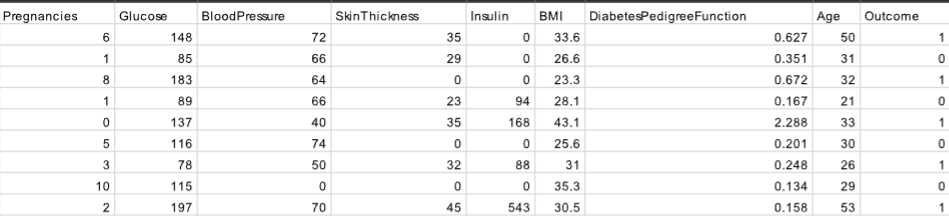 Pregnancies Glucose BloodPressure SkinThickness Insulin BMI DiabetesPedigreeFunction Age Outcome
6 148 72 35 0 33.6 0.627 50 1
1 85 66 29 0 26.6 0.351 31 0
8 183 64 0 0 23.3 0.672 32 1
1 89 66 23 94 28.1 0.167 21 0
0 137 40 35 168 43.1 2.288 33 1
5 116 74 0 0 25.6 0.201 30 0
3 78 50 32 88 31 0.248 26 1
10 115 0 0 0 35.3 0.134 29 0
2 197 70 45 543 30.5 0.158 53 1